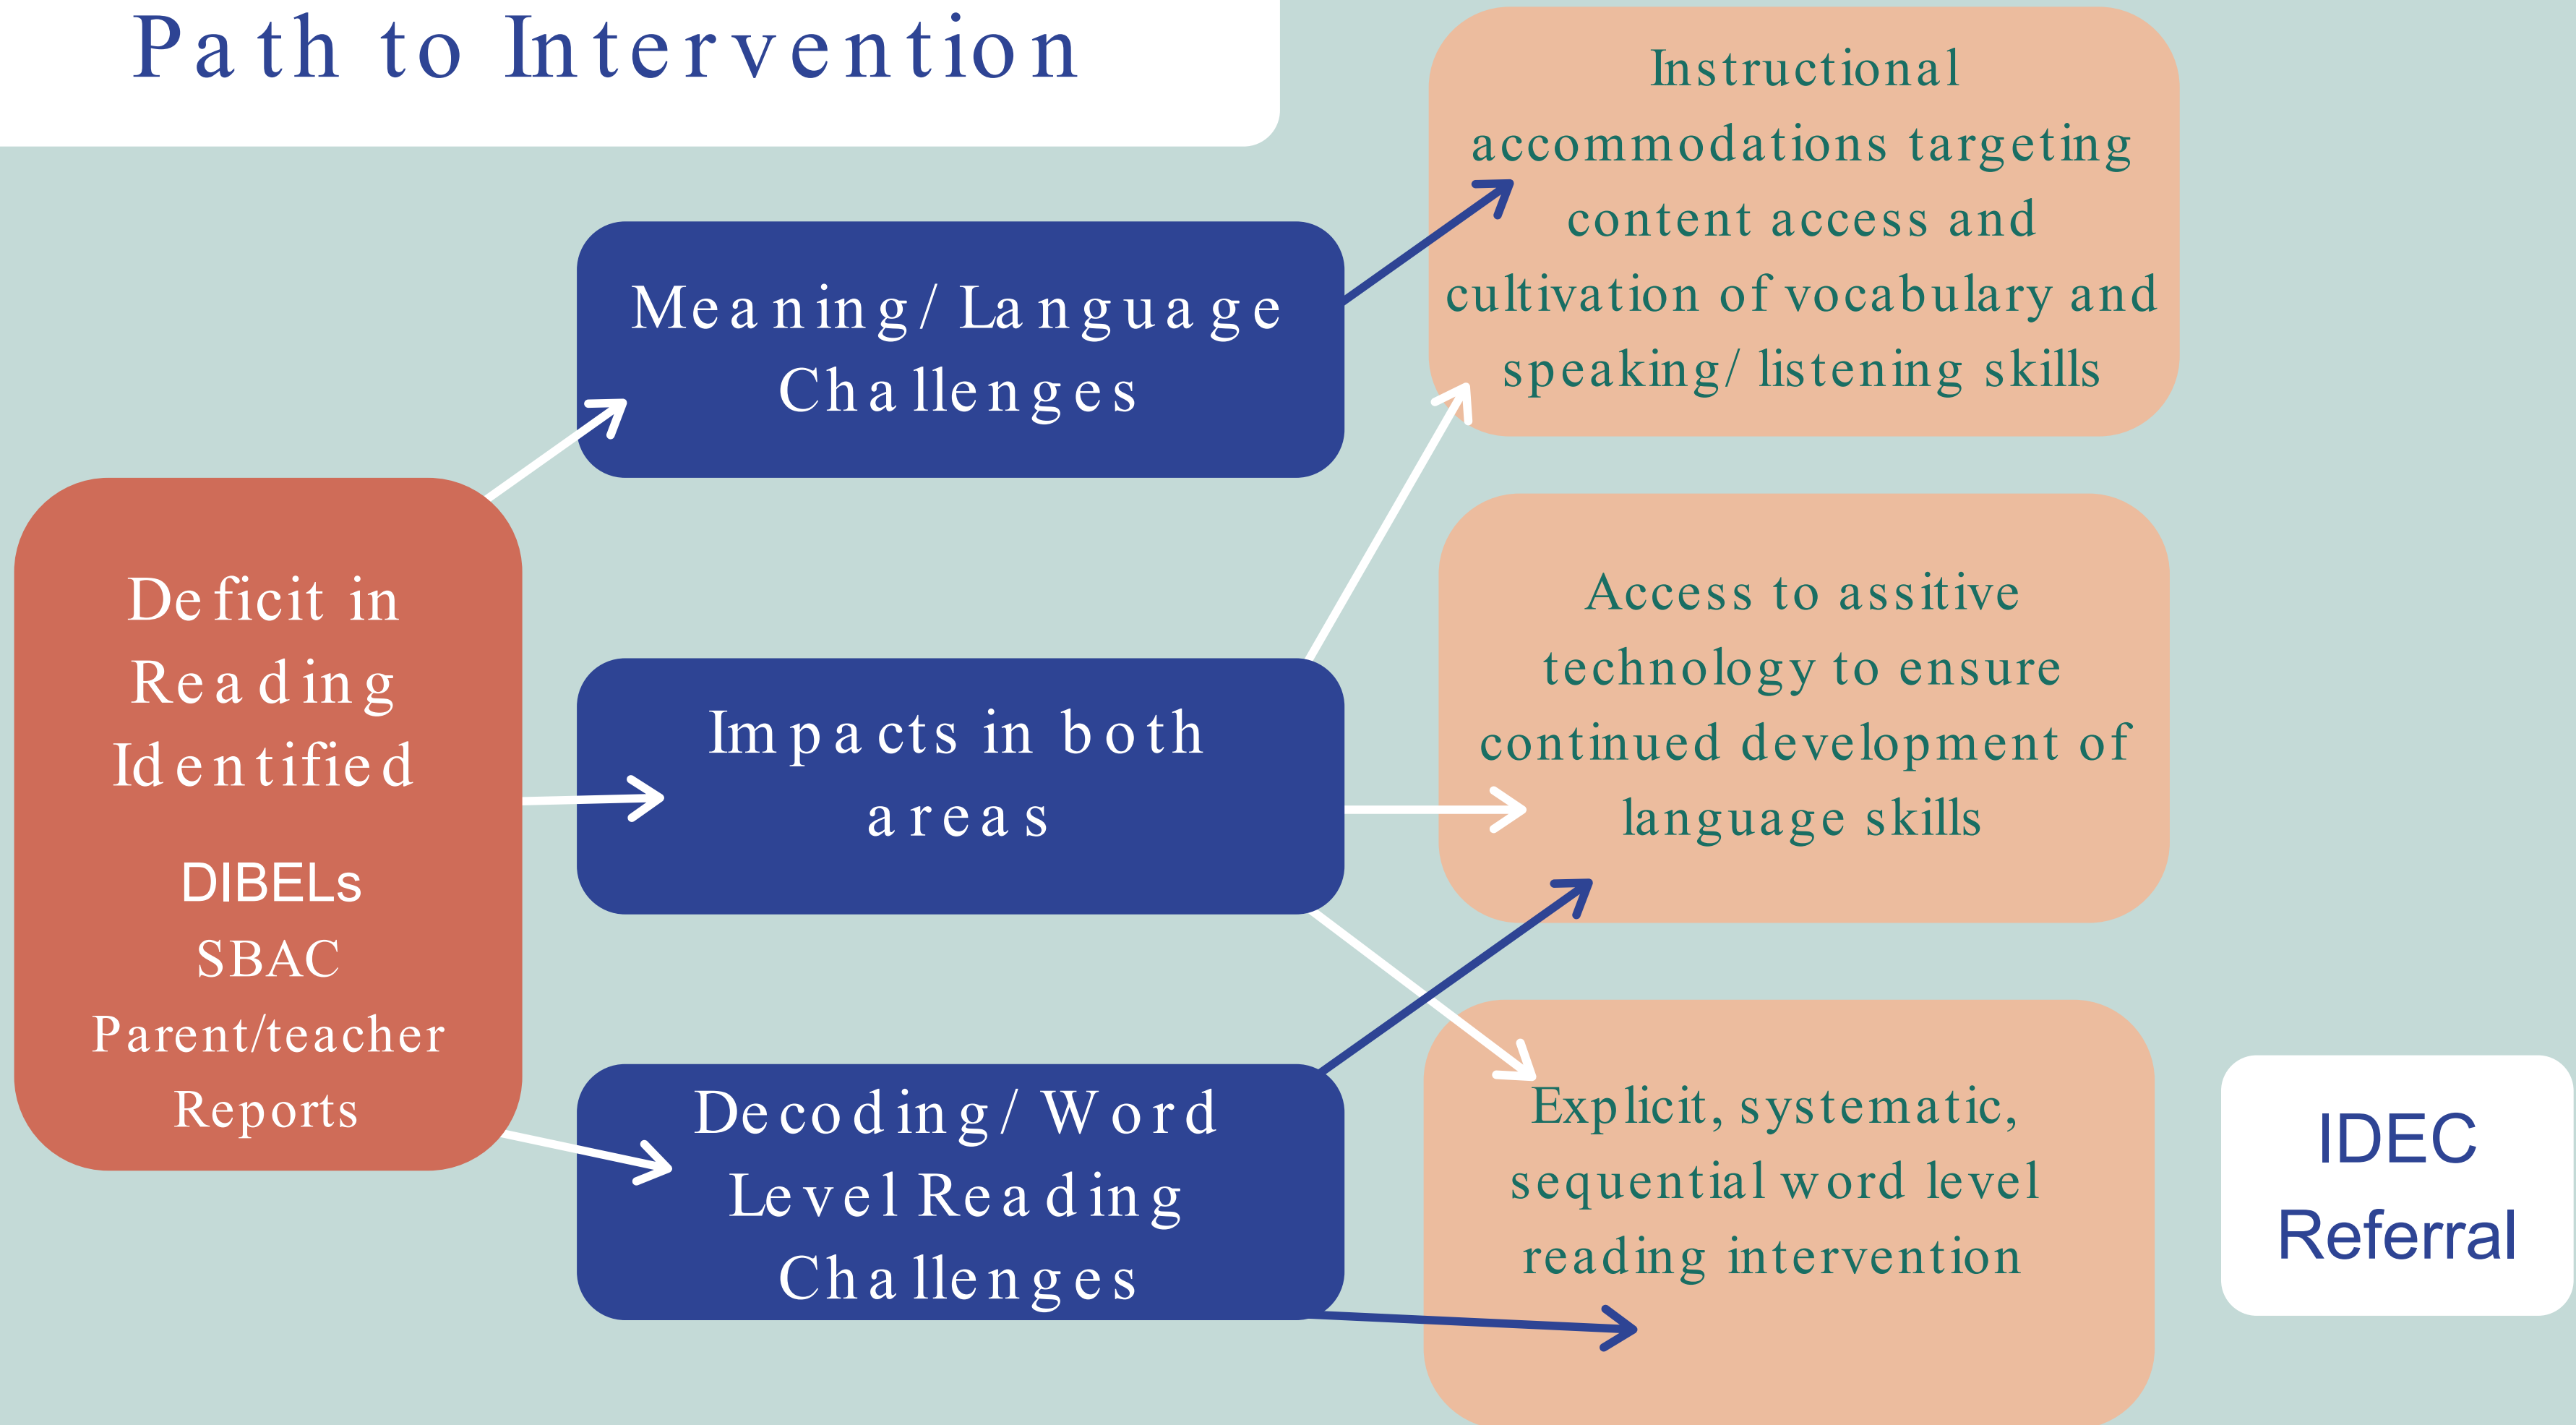 Path to Intervention
Deficit in
Reading
Identified
DIBELs
SBAC
Parent/teacher
Reports
Meaning/ Language
Challenges
Impacts in both
areas
Decoding/ Word
Level Reading
Challenges
Instructional
accommodations targeting
content access and
cultivation of vocabulary and
speaking/ listening skills
Access to assitive
technology to ensure
continued development of
language skills
Explicit, systematic,
sequential word level
reading intervention
IDEC
Referral